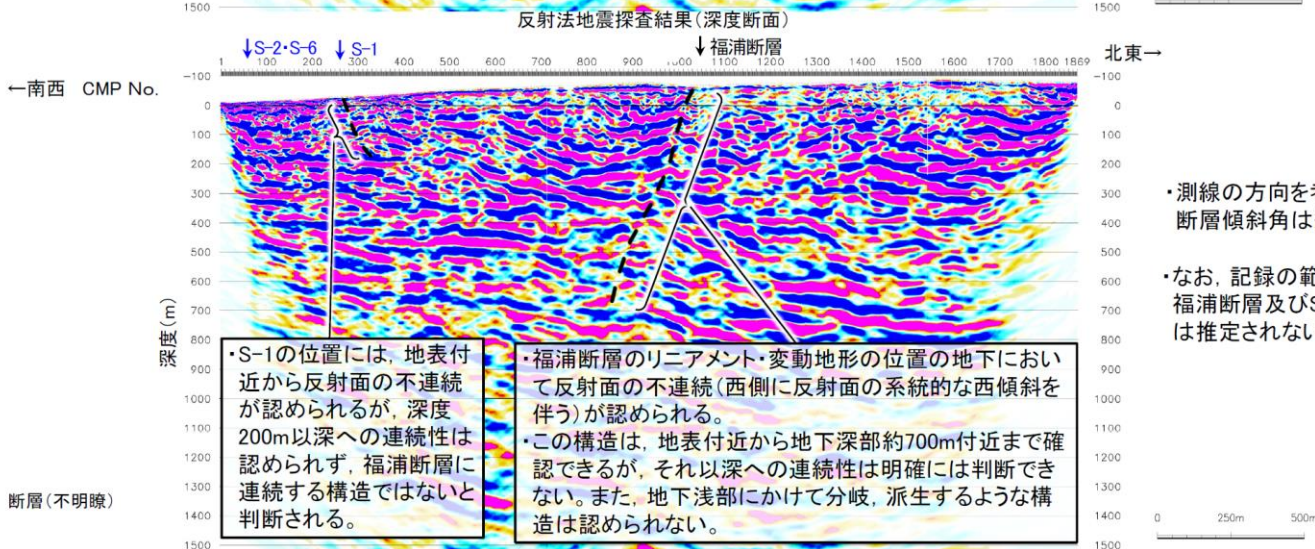 1500
1500
反射法地震探査結果(深度断面)
↓S-2・S-6 ↓S-1
↓福浦断層
北東→
←南西 CMP No.
1 100 200 300 400 500 600 700 800 900 1000 1100 1200 1300 1400 1500 1600 1700 1800 1869
-100
0
100
200
300
400
500
600
700
800
900
1000
1100
1200
1300
1400
1500
深度(m)
-100
0
100
200
300
400
500
600
700
800
900
1000
1100
1200
1300
1400
1500
・S-1の位置には, 地表付
近から反射面の不連続
が認められるが, 深度
200m以深への連続性は
認められず, 福浦断層に
連続する構造ではないと
判断される。
・福浦断層のリニアメント・変動地形の位置の地下におい
て反射面の不連続(西側に反射面の系統的な西傾斜を
伴う)が認められる。
・この構造は, 地表付近から地下深部約700m付近まで確
認できるが, それ以深への連続性は明確には判断でき
ない。また, 地下浅部にかけて分岐, 派生するような構
造は認められない。
・測線の方向を
断層傾斜角は
・なお, 記録の範
福浦断層及び
は推定されない
断層(不明瞭)
0 250m 500m